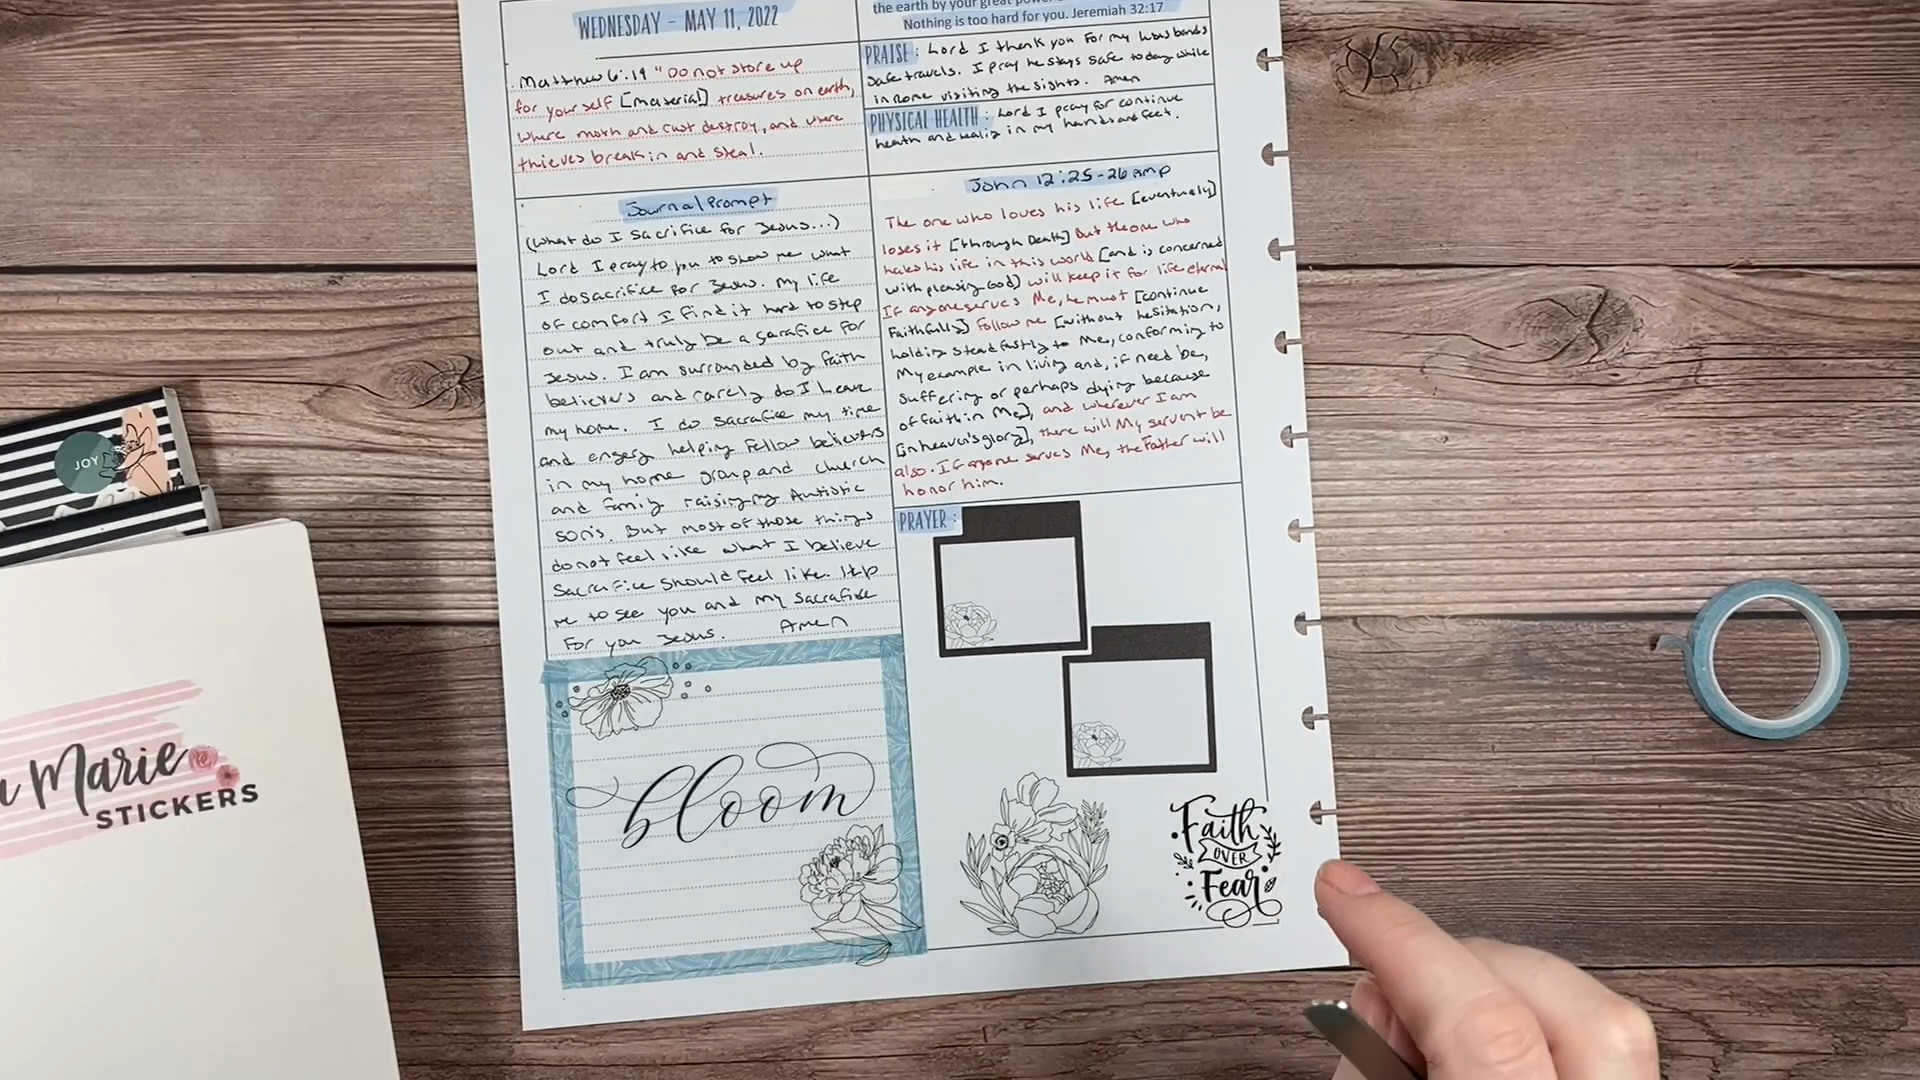 WEDNESDAY - MAY 11, 2022
Matthew 6:19 "Do not store up
for yourself [material] treasures on earth,
where moth and rust destroy, and where
thieves break in and steal.
Journal Prompt
(What do I sacrifice for Jesus...)
Lord I pray to you to show me what
I do sacrifice for Jesus. My life
of comfort I find it hard to step
out and truly be a sacrafice for
Jesus. I am surrounded by faith
believers and rarely do I leave
my home. I do sacrafice my time
and engery helping fellow believers
in my home group and church
and family raising my Autistic
sons. But most of those things
do not feel like what I believe
Sacrafice should feel like. Help
me to see you and my sacrafice
For you Jesus. Amen
bloom
the earth by your great power
Nothing is too hard for you. Jeremiah 32:17
PRAISE: Lord I thank you for my husbands
safe travels. I pray he stays safe today while
in Rome visiting the sights. Amen
PHYSICAL HEALTH: Lord I pray for continue
health and healing in my hands and feet.
John 12:25-26 amp
The one who loves his life [eventually]
loses it [through Death] But the one who
hates his life in this world [and is concerned
with pleasing God] will keep it for life eternal
If anyone serves Me, he must [continue
Faithfully] Follow me [without hesitation,
holding steadfastly to Me, conforming to
My example in living and, if need be,
suffering or perhaps dying because
of faith in Me], and wherever I am
[in heaven's glory], there will My servent be
also. If anyone serves Me, the Father will
honor him.
PRAYER:
Faith
OVER
Fear
JOY
Marie
STICKERS